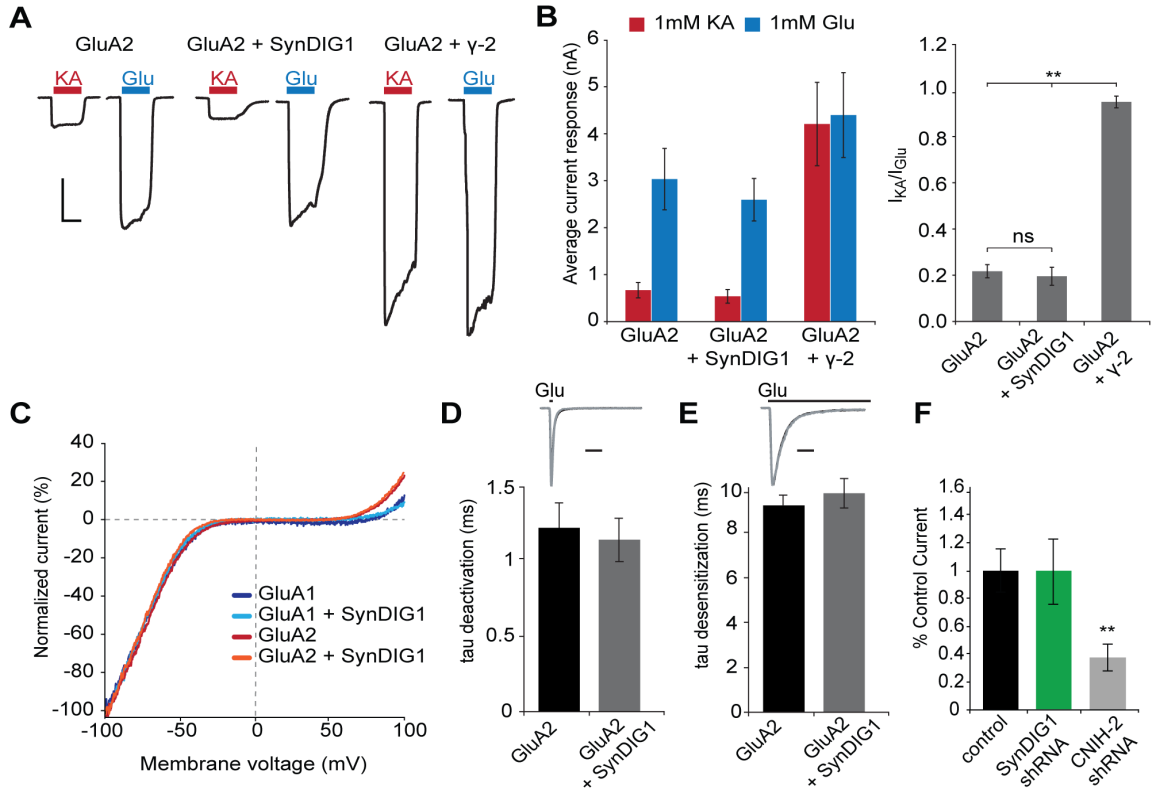 A
GluA2
GluA2 + SynDIG1
GluA2 + γ-2
KA
Glu
KA
Glu
KA
Glu
B
1mM KA
1mM Glu
Average current response (nA)
6
5
4
3
2
1
0
GluA2
GluA2
+ SynDIG1
GluA2
+ γ-2
I_KA/I_Glu
1.2
1.0
0.8
0.6
0.4
0.2
0.0
**
ns
GluA2
GluA2
+ SynDIG1
GluA2
+ γ-2
C
Normalized current (%)
40
20
0
-20
-40
-60
-80
-100
-100
-50
0
50
100
Membrane voltage (mV)
GluA1
GluA1 + SynDIG1
GluA2
GluA2 + SynDIG1
D
Glu
tau deactivation (ms)
1.5
1
0.5
0
GluA2
GluA2
+ SynDIG1
E
Glu
tau desensitization (ms)
10
8
6
4
2
0
GluA2
GluA2
+ SynDIG1
F
% Control Current
1.6
1.4
1.2
1.0
0.8
0.6
0.4
0.2
0
**
control
SynDIG1
shRNA
CNIH-2
shRNA